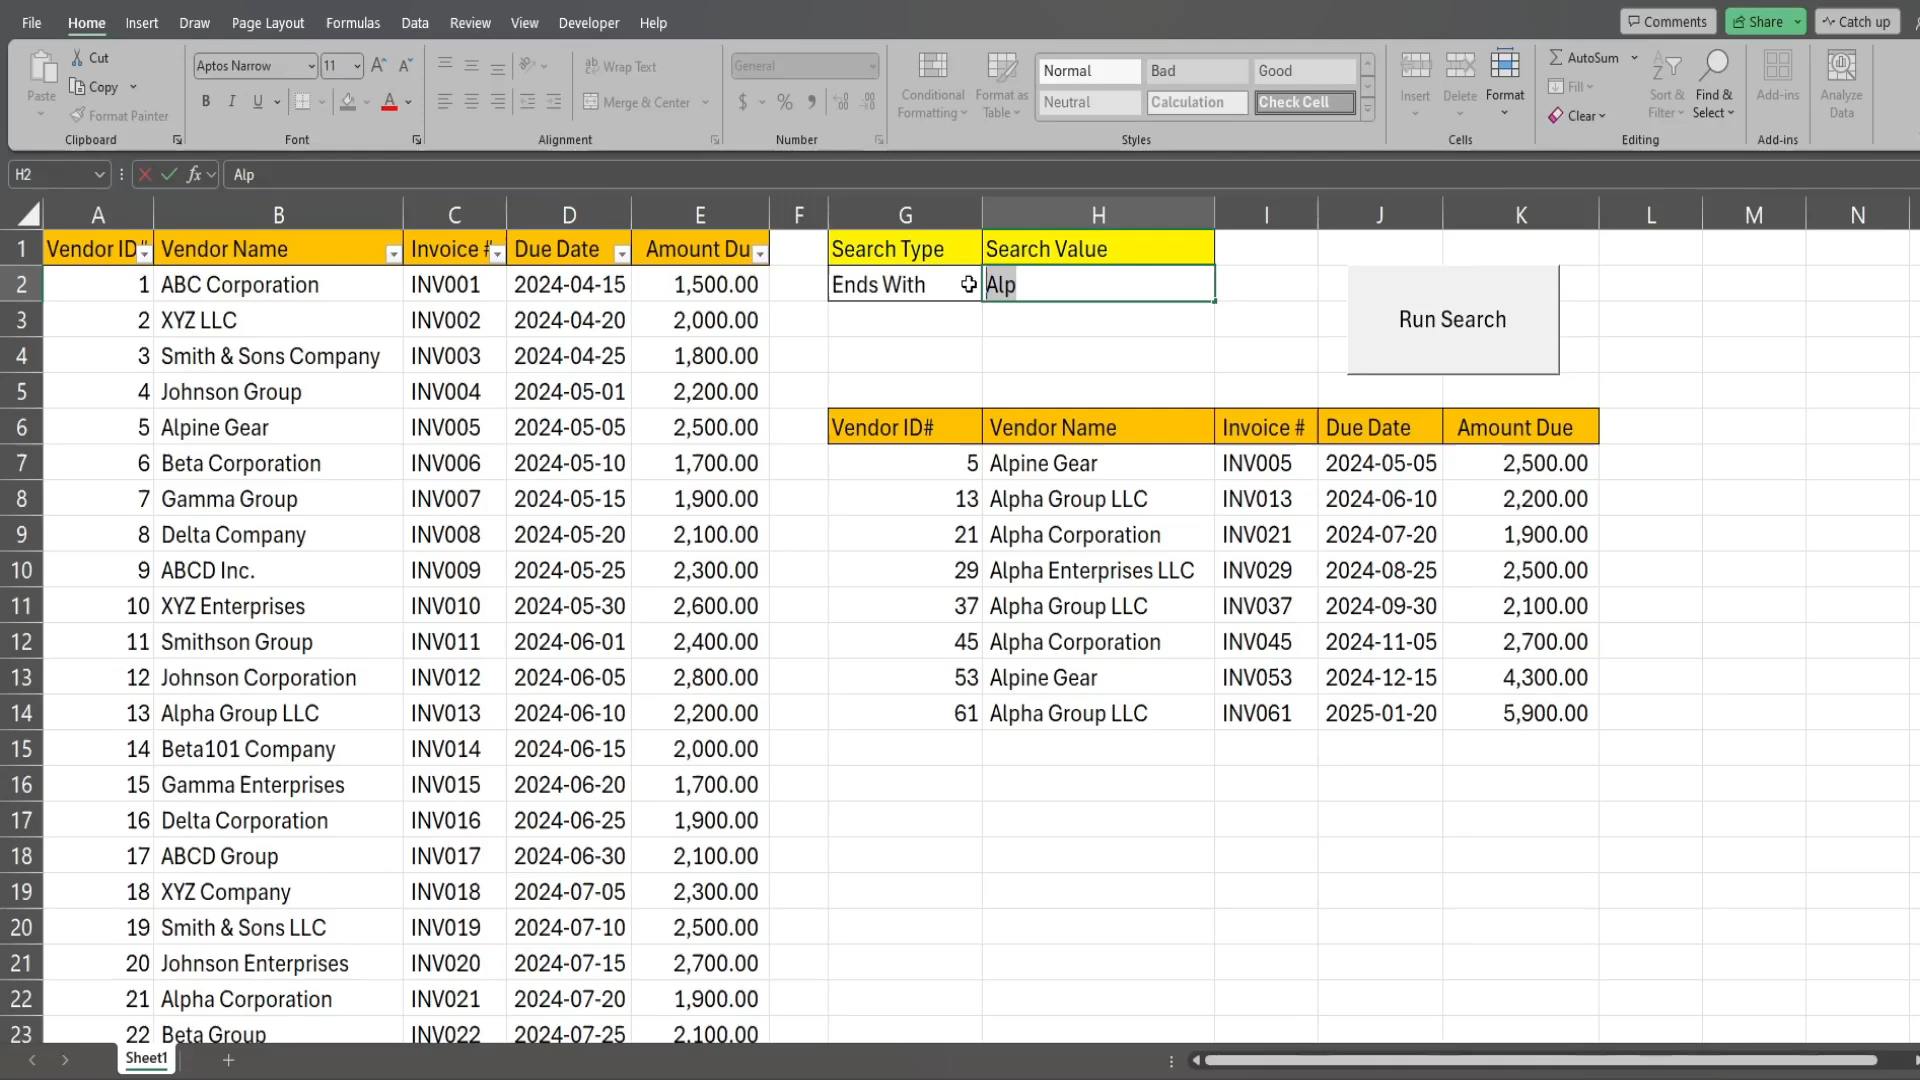 File Home Insert Draw Page Layout Formulas Data Review View Developer Help Comments Share Catch up
Paste Cut Copy Format Painter Clipboard
Aptos Narrow 11 A A B I U A Font
ab Wrap Text Merge & Center Alignment
General $ % Number
Conditional Formatting Format as Table Normal Bad Good Neutral Calculation Check Cell Styles
Insert Delete Format Cells
AutoSum Fill Clear Sort & Filter Find & Select Editing
Add-ins Add-ins
Analyze Data
H2 fx Alp
A B C D E F G H I J K L M N
1 Vendor ID# Vendor Name Invoice # Due Date Amount Du Search Type Search Value
2 1 ABC Corporation INV001 2024-04-15 1,500.00 Ends With Alp
Run Search
3 2 XYZ LLC INV002 2024-04-20 2,000.00
4 3 Smith & Sons Company INV003 2024-04-25 1,800.00
5 4 Johnson Group INV004 2024-05-01 2,200.00
6 5 Alpine Gear INV005 2024-05-05 2,500.00 Vendor ID# Vendor Name Invoice # Due Date Amount Due
7 6 Beta Corporation INV006 2024-05-10 1,700.00 5 Alpine Gear INV005 2024-05-05 2,500.00
8 7 Gamma Group INV007 2024-05-15 1,900.00 13 Alpha Group LLC INV013 2024-06-10 2,200.00
9 8 Delta Company INV008 2024-05-20 2,100.00 21 Alpha Corporation INV021 2024-07-20 1,900.00
10 9 ABCD Inc. INV009 2024-05-25 2,300.00 29 Alpha Enterprises LLC INV029 2024-08-25 2,500.00
11 10 XYZ Enterprises INV010 2024-05-30 2,600.00 37 Alpha Group LLC INV037 2024-09-30 2,100.00
12 11 Smithson Group INV011 2024-06-01 2,400.00 45 Alpha Corporation INV045 2024-11-05 2,700.00
13 12 Johnson Corporation INV012 2024-06-05 2,800.00 53 Alpine Gear INV053 2024-12-15 4,300.00
14 13 Alpha Group LLC INV013 2024-06-10 2,200.00 61 Alpha Group LLC INV061 2025-01-20 5,900.00
15 14 Beta101 Company INV014 2024-06-15 2,000.00
16 15 Gamma Enterprises INV015 2024-06-20 1,700.00
17 16 Delta Corporation INV016 2024-06-25 1,900.00
18 17 ABCD Group INV017 2024-06-30 2,100.00
19 18 XYZ Company INV018 2024-07-05 2,300.00
20 19 Smith & Sons LLC INV019 2024-07-10 2,500.00
21 20 Johnson Enterprises INV020 2024-07-15 2,700.00
22 21 Alpha Corporation INV021 2024-07-20 1,900.00
23 22 Beta Group INV022 2024-07-25 2,100.00
Sheet1